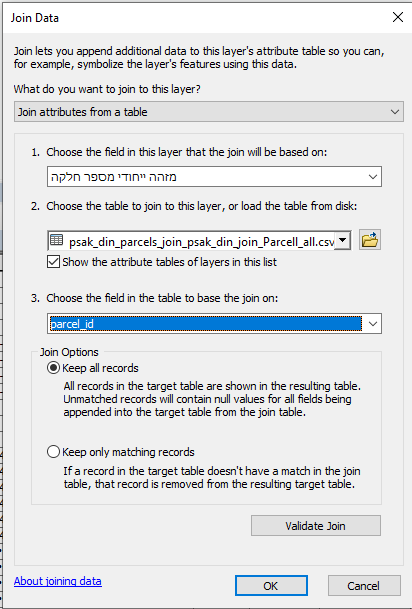 Join Data
Join lets you append additional data to this layer's attribute table so you can,
for example, symbolize the layer's features using this data.
What do you want to join to this layer?
Join attributes from a table
1. Choose the field in this layer that the join will be based on:
מזהה ייחודי מספר חלקה
2. Choose the table to join to this layer, or load the table from disk:
psak_din_parcels_join_psak_din_join_Parcell_all.csv
Show the attribute tables of layers in this list
3. Choose the field in the table to base the join on:
parcel_id
Join Options
Keep all records
All records in the target table are shown in the resulting table.
Unmatched records will contain null values for all fields being
appended into the target table from the join table.
Keep only matching records
If a record in the target table doesn't have a match in the join
table, that record is removed from the resulting target table.
Validate Join
About joining data
OK
Cancel